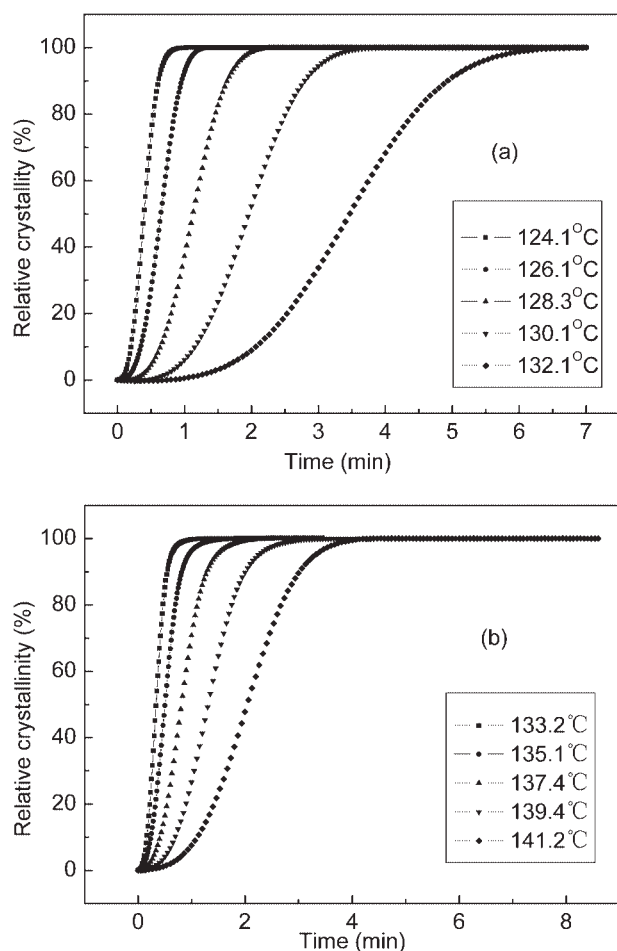 100
80
60
40
20
0
Relative crystallity (%)
(a)
124.1°C
126.1°C
128.3°C
130.1°C
132.1°C
0 1 2 3 4 5 6 7
Time (min)
100
80
60
40
20
0
Relative crystallinity (%)
(b)
133.2℃
135.1℃
137.4℃
139.4℃
141.2℃
0 2 4 6 8
Time (min)